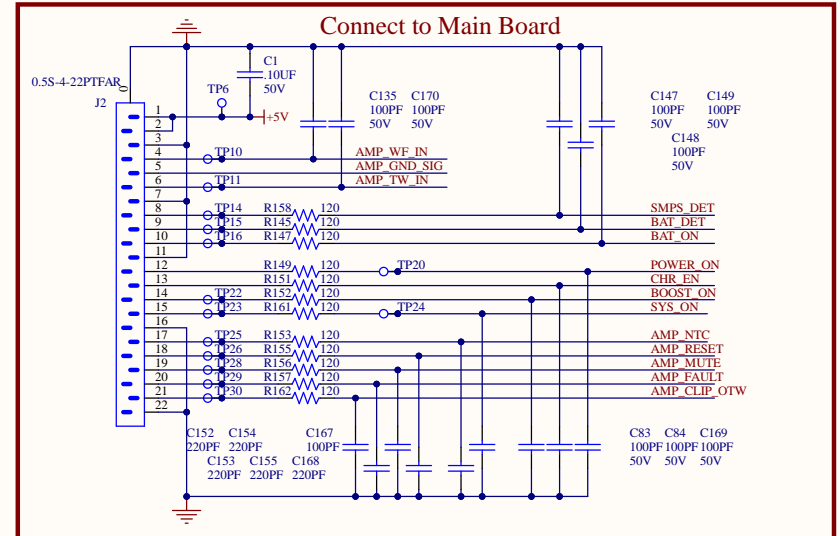 Connect to Main Board
0.5S-4-22PTFAR
0
J2
C1
.10UF
50V
TP6
+5V
C135 C170
100PF 100PF
50V 50V
C147 C149
100PF 100PF
50V 50V
C148
100PF
50V
1
2
3
4 TP10 AMP_WF_IN
5 AMP_GND_SIG
6 TP11 AMP_TW_IN
7
8 TP14 R158 120 SMPS_DET
9 TP15 R145 120 BAT_DET
10 TP16 R147 120 BAT_ON
11
12 R149 120 TP20 POWER_ON
13 R151 120 CHR_EN
14 TP22 R152 120 BOOST_ON
15 TP23 R161 120 TP24 SYS_ON
16
17 TP25 R153 120 AMP_NTC
18 TP26 R155 120 AMP_RESET
19 TP28 R156 120 AMP_MUTE
20 TP29 R157 120 AMP_FAULT
21 TP30 R162 120 AMP_CLIP_OTW
22
C152 C154 C167
220PF 220PF 100PF
C153 C155 C168
220PF 220PF 220PF
C83 C84 C169
100PF 100PF 100PF
50V 50V 50V